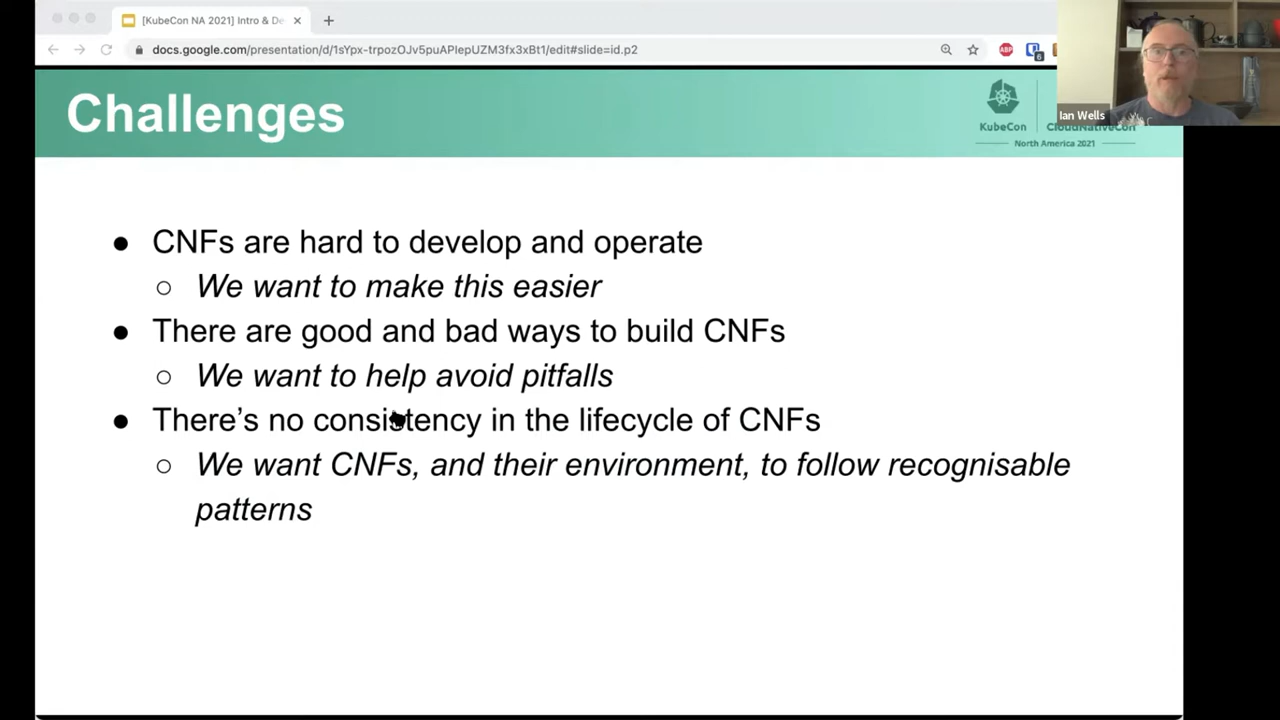 [KubeCon NA 2021] Intro & De
docs.google.com/presentation/d/1sYpx-trpozOJv5puAPIepUZM3fx3xBt1/edit#slide=id.p2
ABP
6
Ian Wells
Challenges
KubeCon
CloudNativeCon
North America 2021
● CNFs are hard to develop and operate
○ We want to make this easier
● There are good and bad ways to build CNFs
○ We want to help avoid pitfalls
● There’s no consistency in the lifecycle of CNFs
○ We want CNFs, and their environment, to follow recognisable
patterns